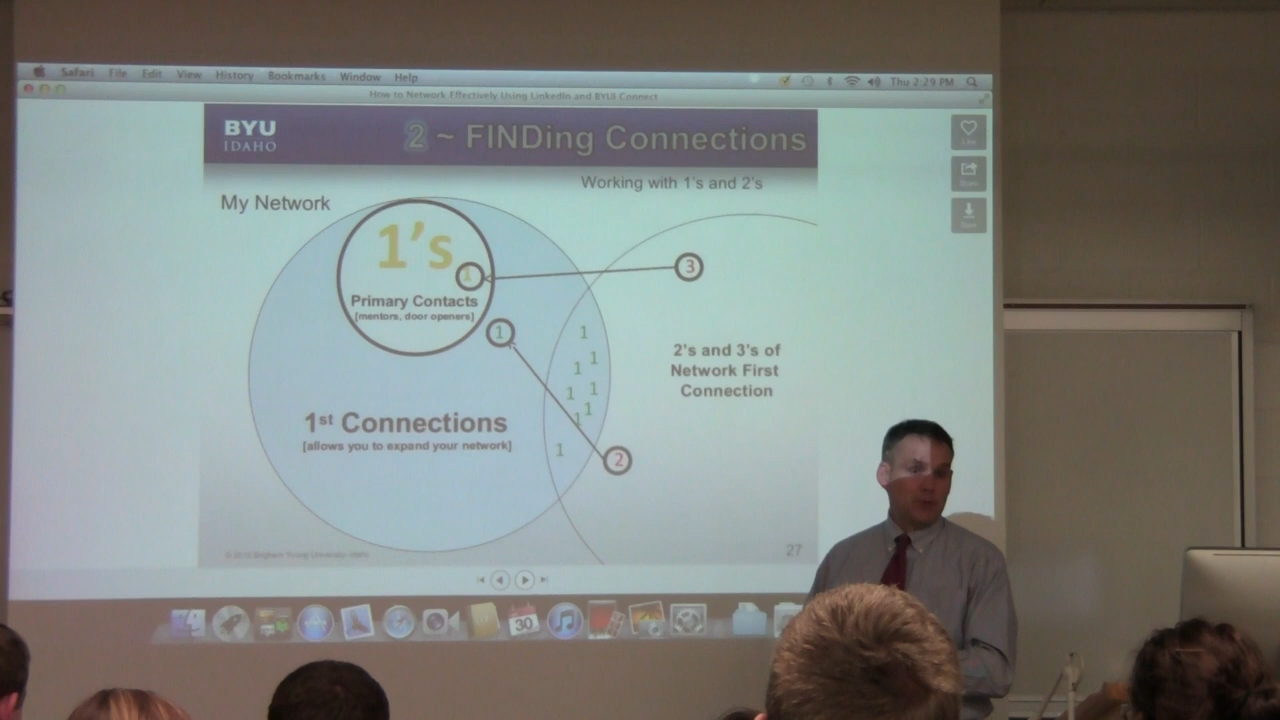 Safari File Edit View History Bookmarks Window Help
Thu 2:29 PM
How to Network Effectively Using LinkedIn and BYUI Connect
BYU
IDAHO
2 ~ FINDing Connections
Working with 1's and 2's
My Network
1's
1
3
Primary Contacts
[mentors, door openers]
1
1
1
1
1
1
1
1
1
2's and 3's of
Network First
Connection
1st Connections
[allows you to expand your network]
2
27
30